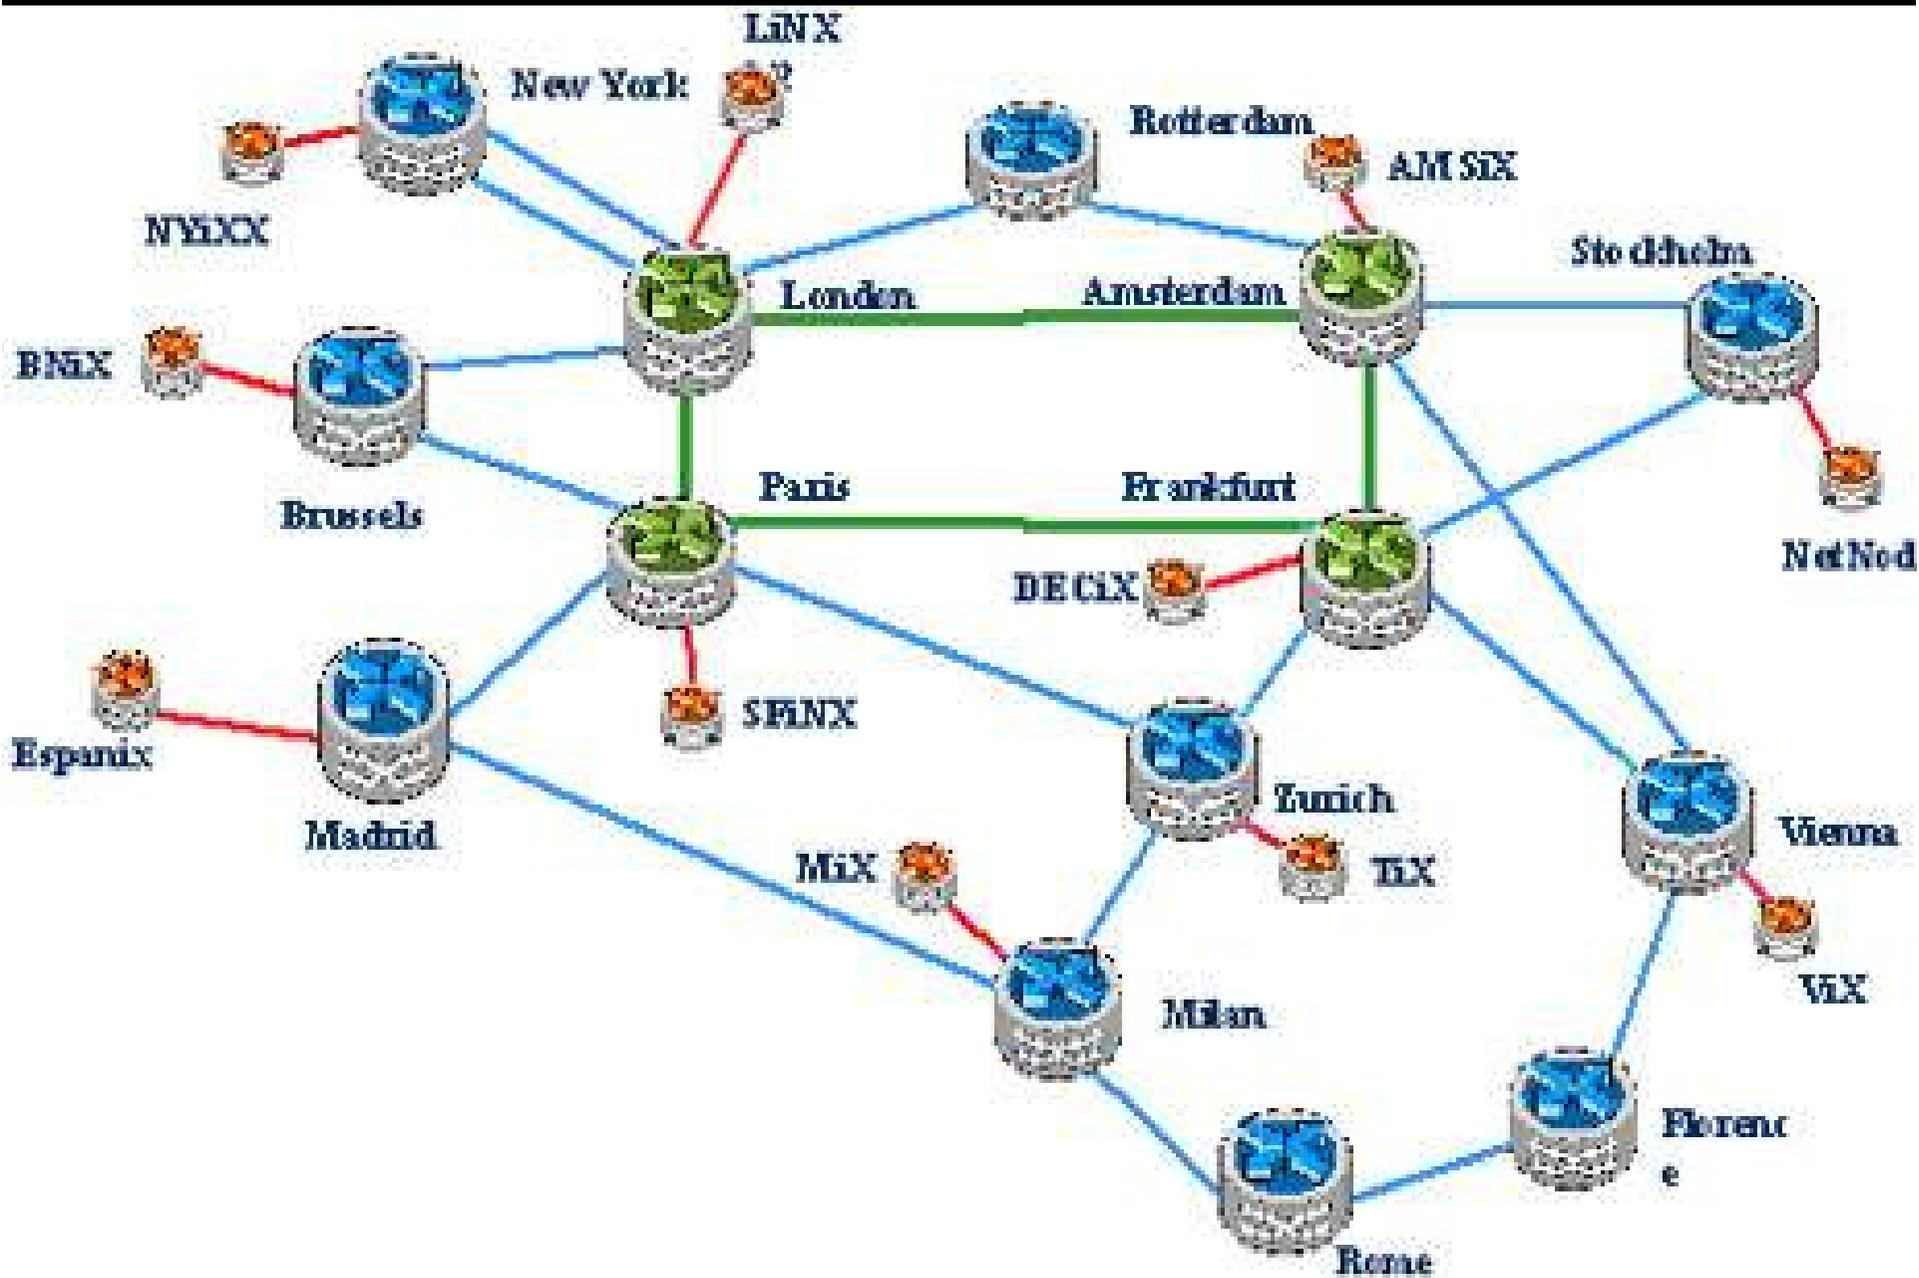 LiNX
New York
Rotterdam
AMSiX
NYiXX
Stockholm
London
Amsterdam
BNiX
Paris
Frankfurt
Brussels
NetNod
DECiX
SFiNX
Espanix
Zurich
Madrid
Vienna
MiX
TiX
ViX
Milan
Florenc
e
Rome